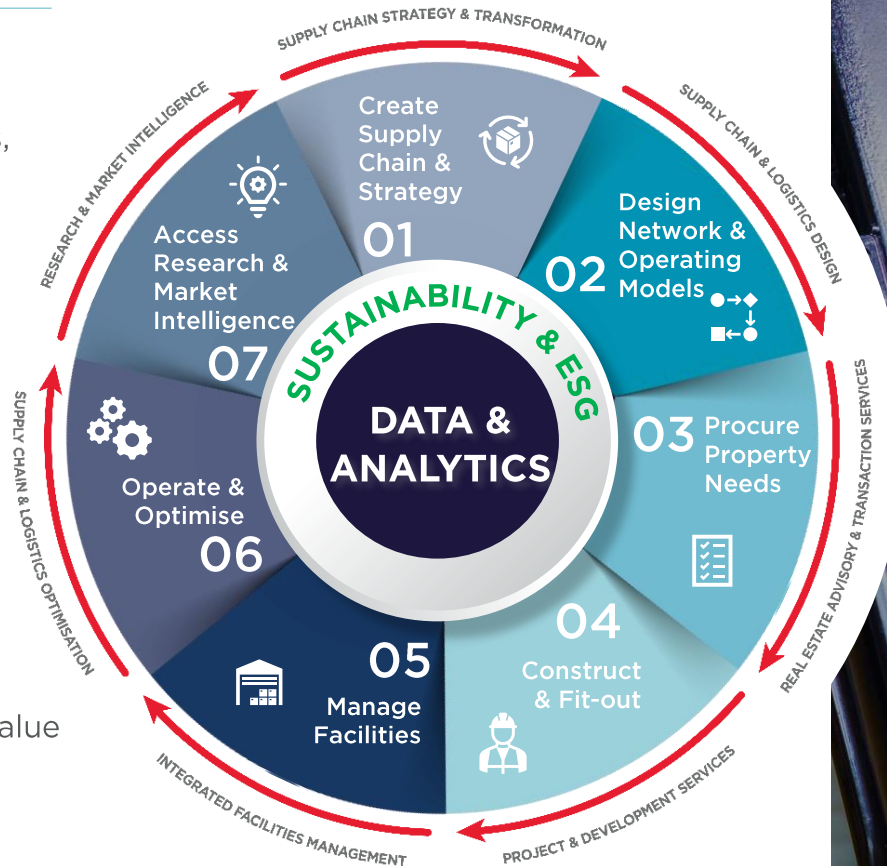 SUPPLY CHAIN STRATEGY & TRANSFORMATION
SUPPLY CHAIN & LOGISTICS DESIGN
REAL ESTATE ADVISORY & TRANSACTION SERVICES
PROJECT & DEVELOPMENT SERVICES
INTEGRATED FACILITIES MANAGEMENT
SUPPLY CHAIN & LOGISTICS OPTIMISATION
RESEARCH & MARKET INTELLIGENCE
Create
Supply
Chain &
Strategy
01
Design
Network &
Operating
Models
02
03
Procure
Property
Needs
04
Construct
& Fit-out
05
Manage
Facilities
Operate &
Optimise
06
Access
Research &
Market
Intelligence
07
SUSTAINABILITY & ESG
DATA &
ANALYTICS